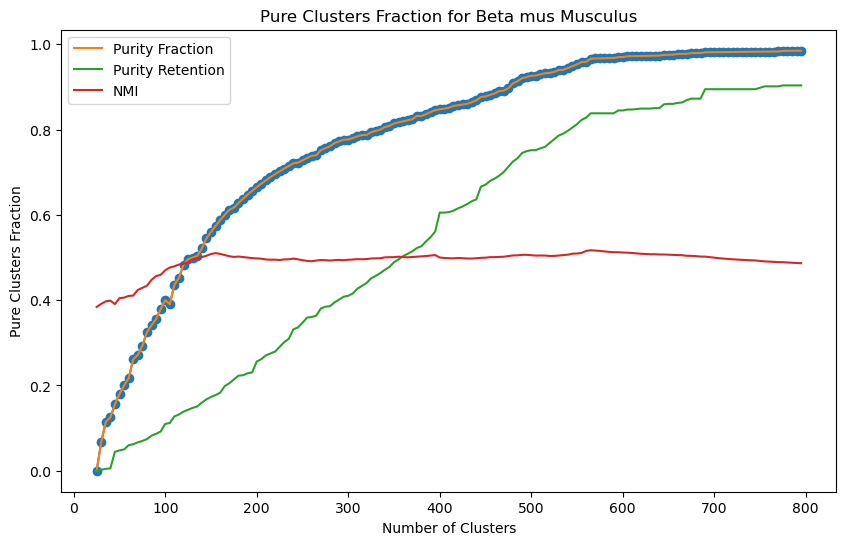 Pure Clusters Fraction for Beta mus Musculus
Purity Fraction
Purity Retention
NMI
Pure Clusters Fraction
1.0
0.8
0.6
0.4
0.2
0.0
0 100 200 300 400 500 600 700 800
Number of Clusters